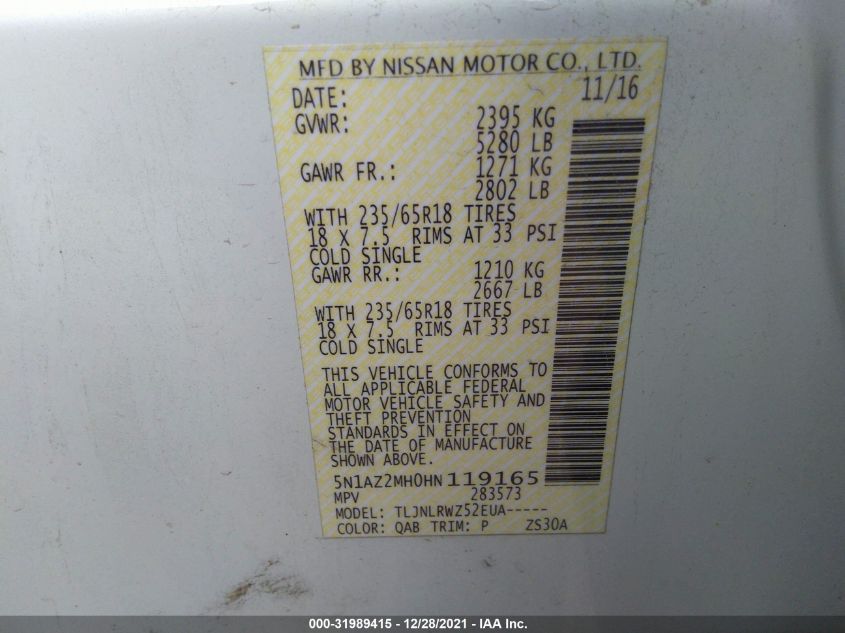 MFD BY NISSAN MOTOR CO., LTD.
DATE: 11/16
GVWR: 2395 KG
5280 LB
GAWR FR.: 1271 KG
2802 LB
WITH 235/65R18 TIRES
18 X 7.5 RIMS AT 33 PSI
COLD SINGLE
GAWR RR.: 1210 KG
2667 LB
WITH 235/65R18 TIRES
18 X 7.5 RIMS AT 33 PSI
COLD SINGLE
THIS VEHICLE CONFORMS TO
ALL APPLICABLE FEDERAL
MOTOR VEHICLE SAFETY AND
THEFT PREVENTION
STANDARDS IN EFFECT ON
THE DATE OF MANUFACTURE
SHOWN ABOVE.
5N1AZ2MH0HN119165
MPV 283573
MODEL: TLJNLRWZ52EUA-----
COLOR: QAB TRIM: P ZS30A
000-31989415 - 12/28/2021 - IAA Inc.